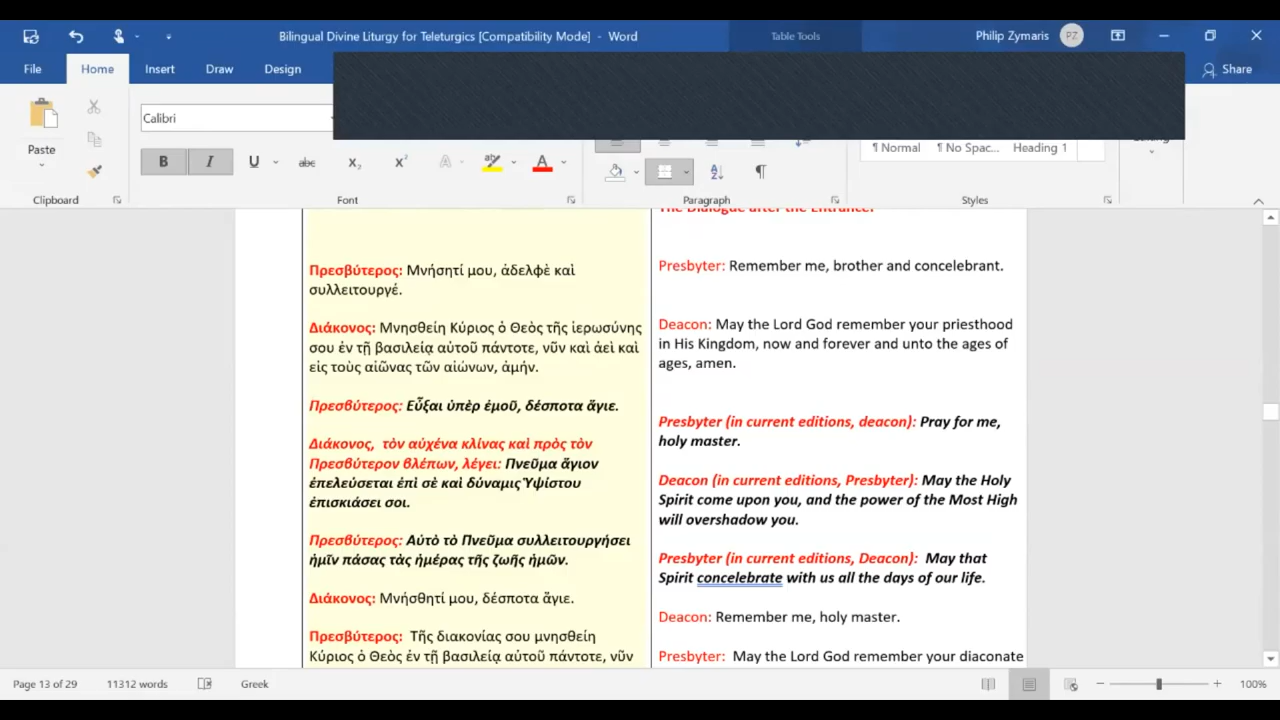 Bilingual Divine Liturgy for Teleturgics [Compatibility Mode] - Word
Table Tools
Philip Zymaris
PZ
File
Home
Insert
Draw
Design
Share
Paste
Calibri
B I U abc x₂ x² A A
¶ Normal
¶ No Spac...
Heading 1
Clipboard
Font
Paragraph
Styles
Πρεσβύτερος: Μνήσητί μου, ἀδελφὲ καὶ
συλλειτουργέ.
Διάκονος: Μνησθείη Κύριος ὁ Θεὸς τῆς ἱερωσύνης
σου ἐν τῇ βασιλείᾳ αὐτοῦ πάντοτε, νῦν καὶ ἀεὶ καὶ
εἰς τοὺς αἰῶνας τῶν αἰώνων, ἀμήν.
Πρεσβύτερος: Εὖξαι ὑπὲρ ἐμοῦ, δέσποτα ἅγιε.
Διάκονος, τὸν αὐχένα κλίνας καὶ πρὸς τὸν
Πρεσβύτερον βλέπων, λέγει: Πνεῦμα ἅγιον
ἐπελεύσεται ἐπὶ σὲ καὶ δύναμις Ὑψίστου
ἐπισκιάσει σοι.
Πρεσβύτερος: Αὐτὸ τὸ Πνεῦμα συλλειτουργήσει
ἡμῖν πάσας τὰς ἡμέρας τῆς ζωῆς ἡμῶν.
Διάκονος: Μνήσθητί μου, δέσποτα ἅγιε.
Πρεσβύτερος: Τῆς διακονίας σου μνησθείη
Κύριος ὁ Θεὸς ἐν τῇ βασιλείᾳ αὐτοῦ πάντοτε, νῦν
The Dialogue after the Entrance.
Presbyter: Remember me, brother and concelebrant.
Deacon: May the Lord God remember your priesthood
in His Kingdom, now and forever and unto the ages of
ages, amen.
Presbyter (in current editions, deacon): Pray for me,
holy master.
Deacon (in current editions, Presbyter): May the Holy
Spirit come upon you, and the power of the Most High
will overshadow you.
Presbyter (in current editions, Deacon): May that
Spirit concelebrate with us all the days of our life.
Deacon: Remember me, holy master.
Presbyter: May the Lord God remember your diaconate
Page 13 of 29
11312 words
Greek
100%